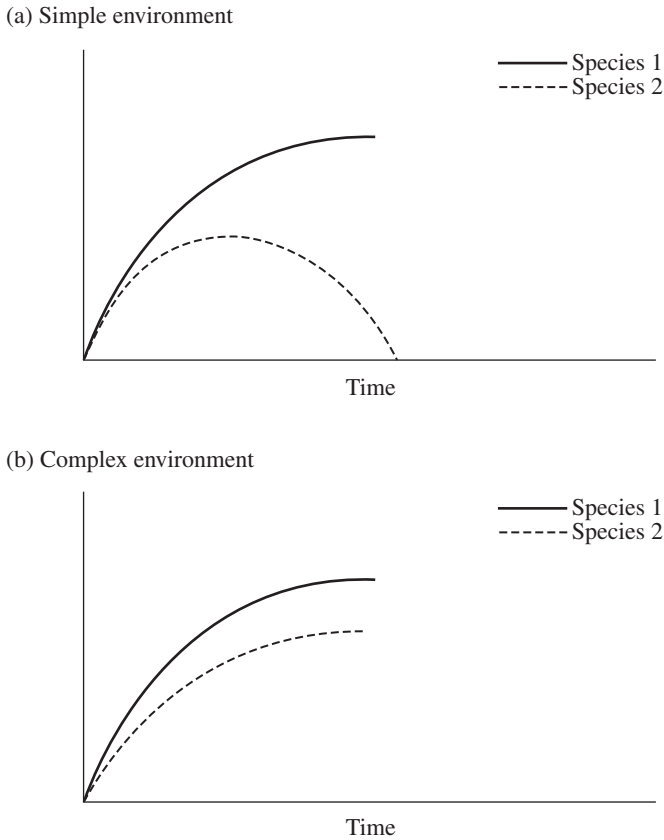 (a) Simple environment
Species 1
Species 2
Time
(b) Complex environment
Species 1
Species 2
Time